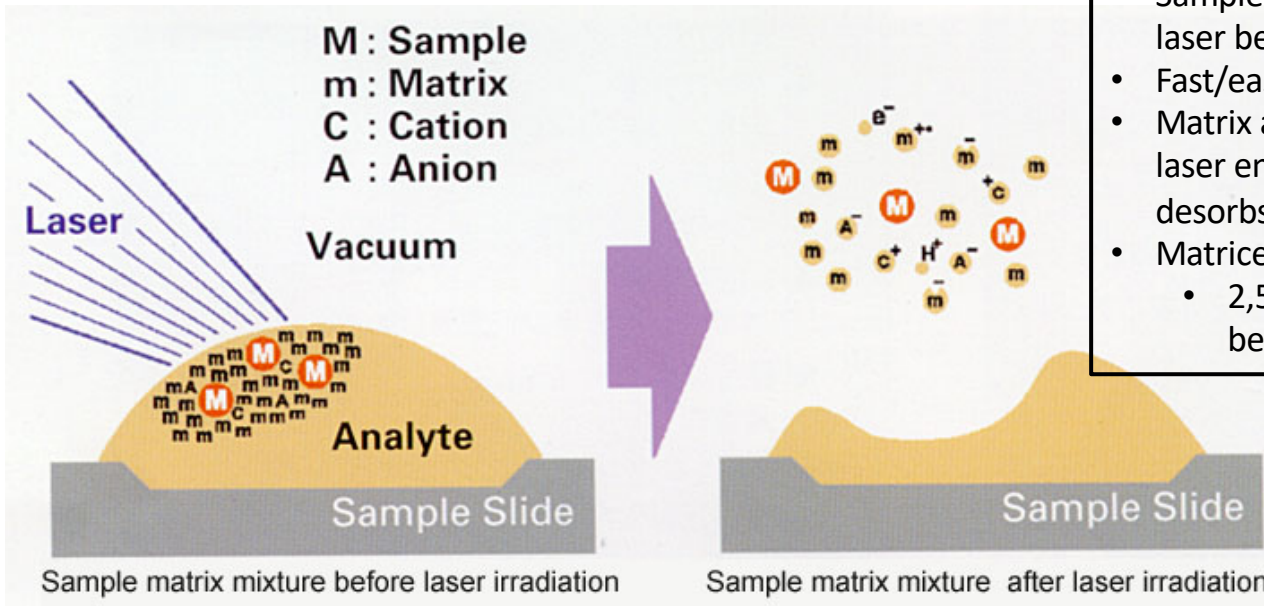 M : Sample
m : Matrix
C : Cation
A : Anion
Laser
Vacuum
M
M
M
m m m
m m m m
m m C m
m m m m m m
m A m m m
m m m m A m m
m m C m m m
m m m m
m m
Analyte
Sample Slide
Sample matrix mixture before laser irradiation
e⁻
m m⁺• m⁻
M m ⁺C m
M
m A⁻ m M
m C⁺ H⁺ A⁻
m m⁻ m
Sample Slide
Sample matrix mixture after laser irradiation
laser be
• Fast/ea
• Matrix a
laser en
desorbs
• Matrice
• 2,5
be